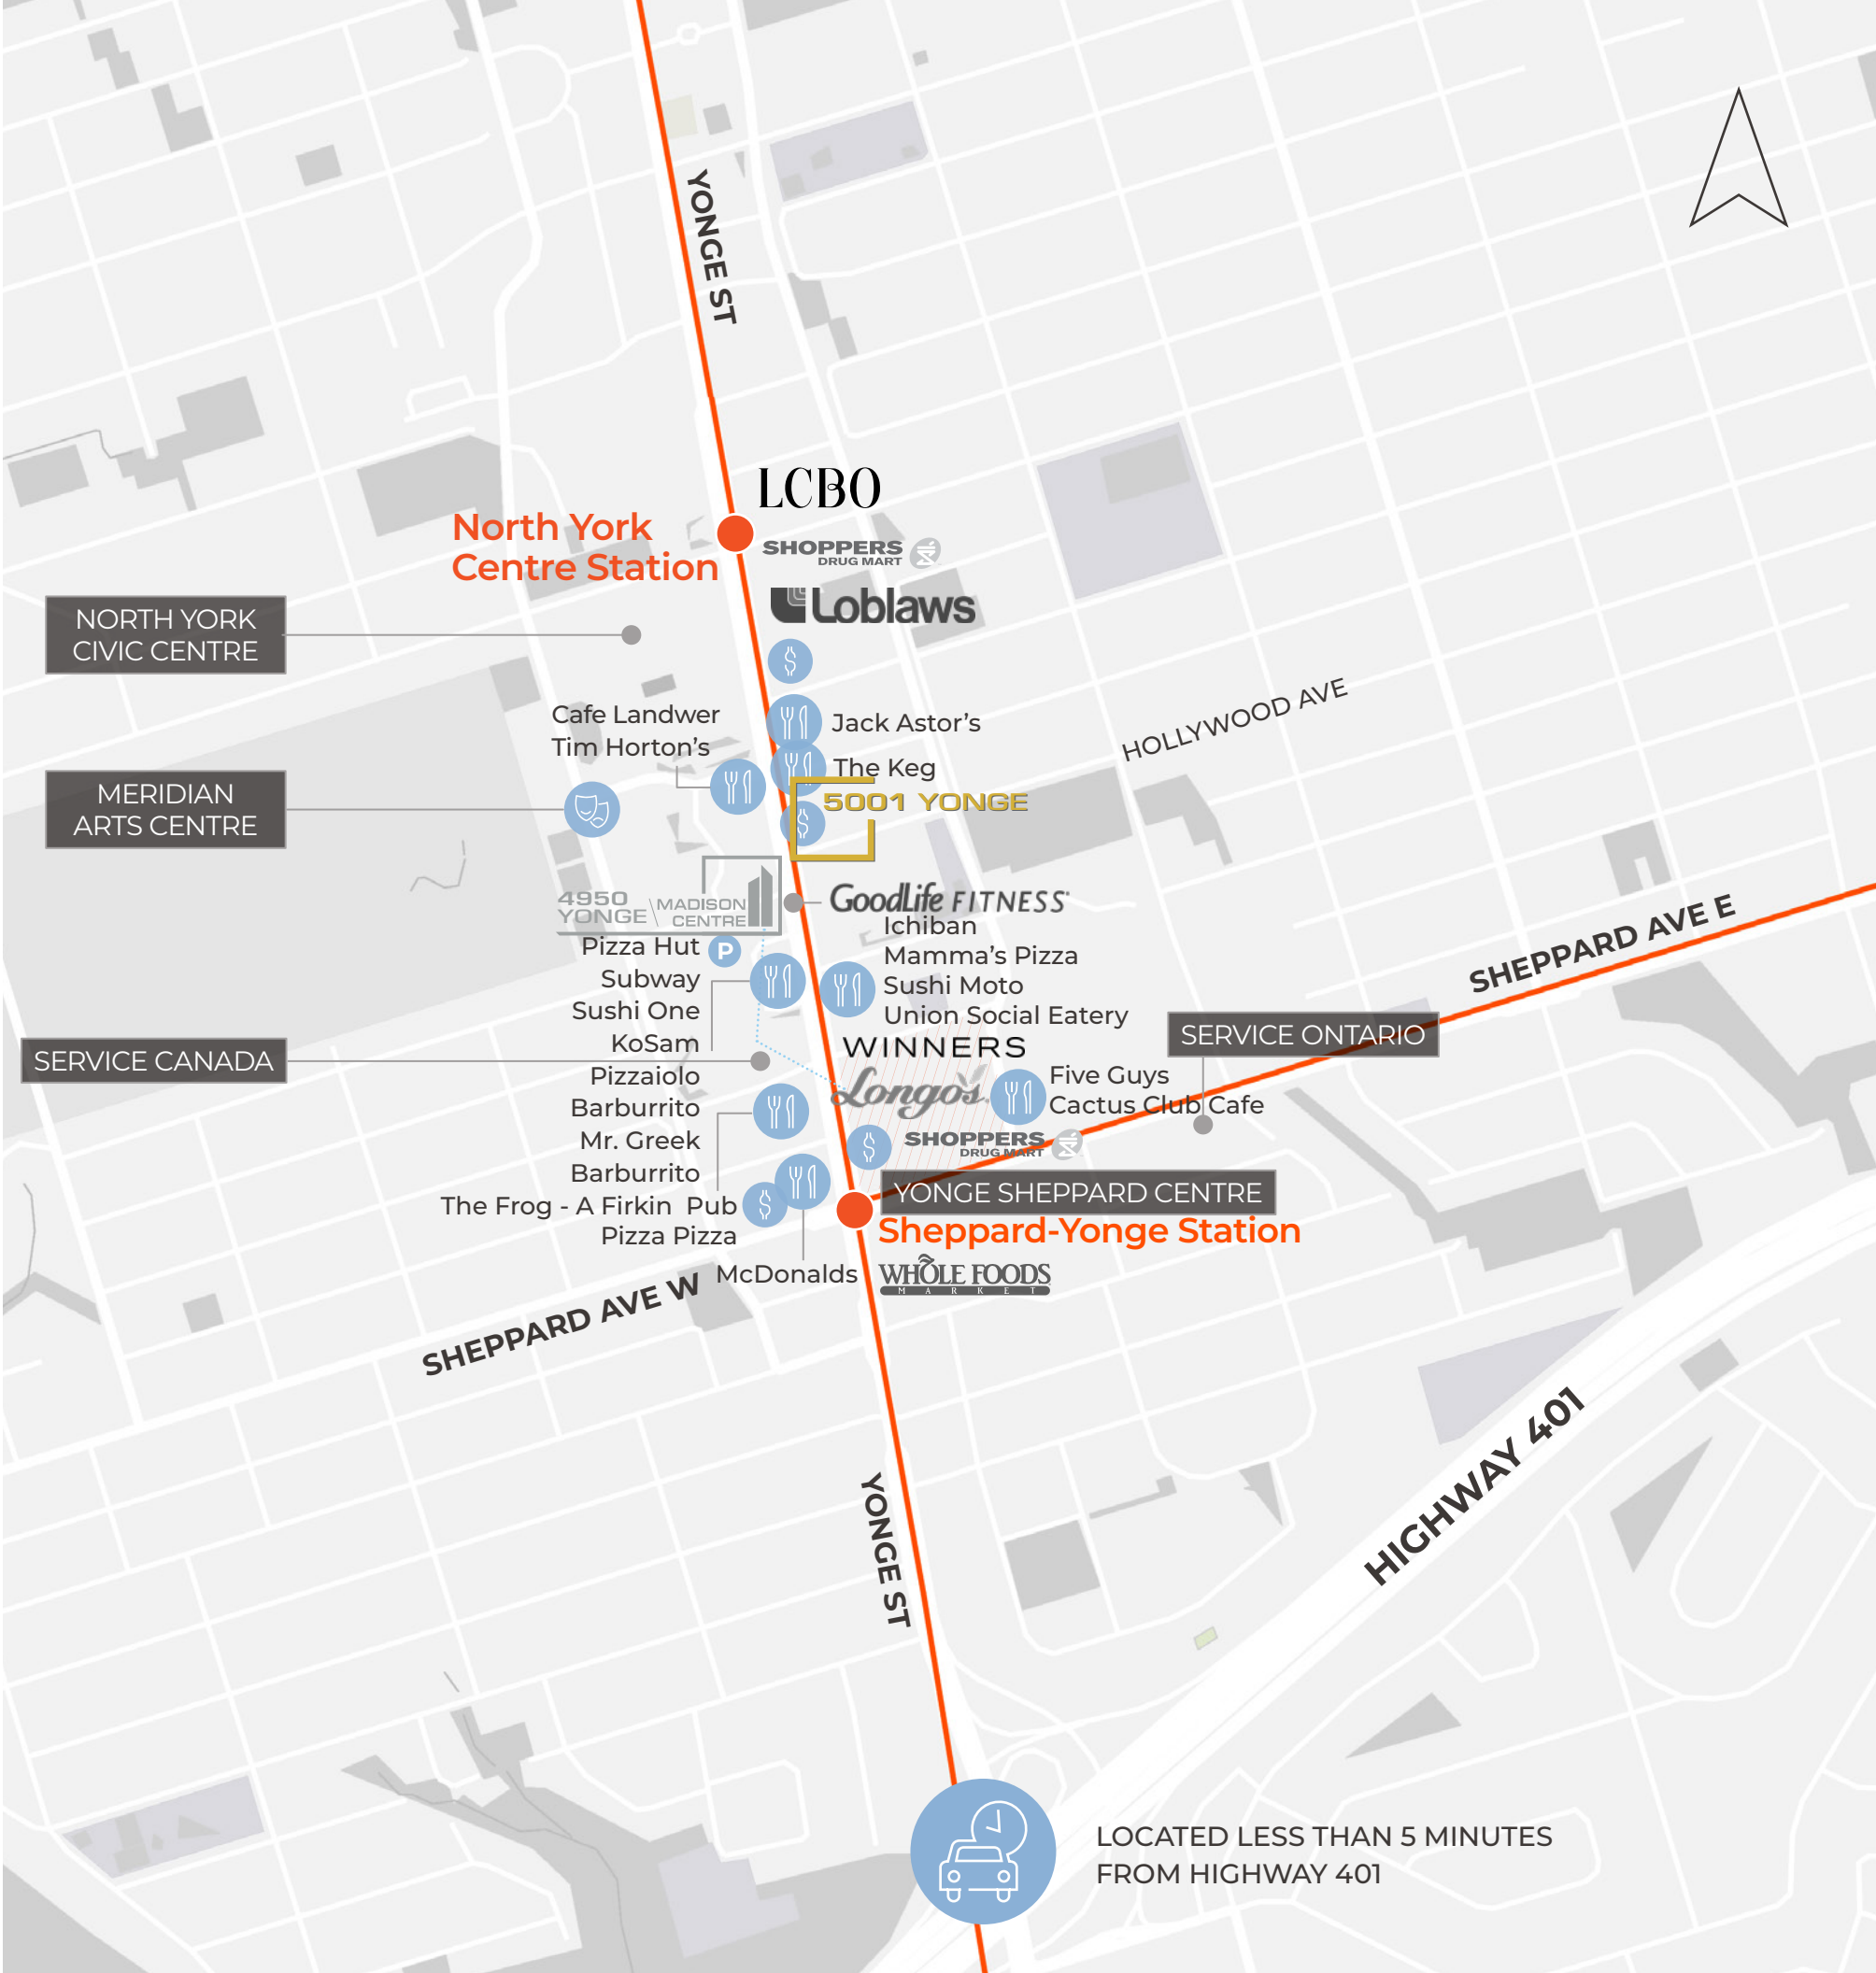 YONGE ST
LCBO
North York
Centre Station
SHOPPERS
DRUG MART
Loblaws
NORTH YORK
CIVIC CENTRE
Cafe Landwer
Tim Horton’s
Jack Astor’s
The Keg
HOLLYWOOD AVE
MERIDIAN
ARTS CENTRE
5001 YONGE
4950
YONGE
MADISON
CENTRE
GoodLife FITNESS
Pizza Hut
P
Subway
Sushi One
KoSam
Pizzaiolo
Barburrito
Mr. Greek
Barburrito
The Frog - A Firkin Pub
Pizza Pizza
Ichiban
Mamma’s Pizza
Sushi Moto
Union Social Eatery
SHEPPARD AVE E
SERVICE CANADA
WINNERS
SERVICE ONTARIO
Longo's
Five Guys
Cactus Club Cafe
SHOPPERS
DRUG MART
YONGE SHEPPARD CENTRE
Sheppard-Yonge Station
McDonalds
WHOLE FOODS
MARKET
SHEPPARD AVE W
YONGE ST
HIGHWAY 401
LOCATED LESS THAN 5 MINUTES
FROM HIGHWAY 401